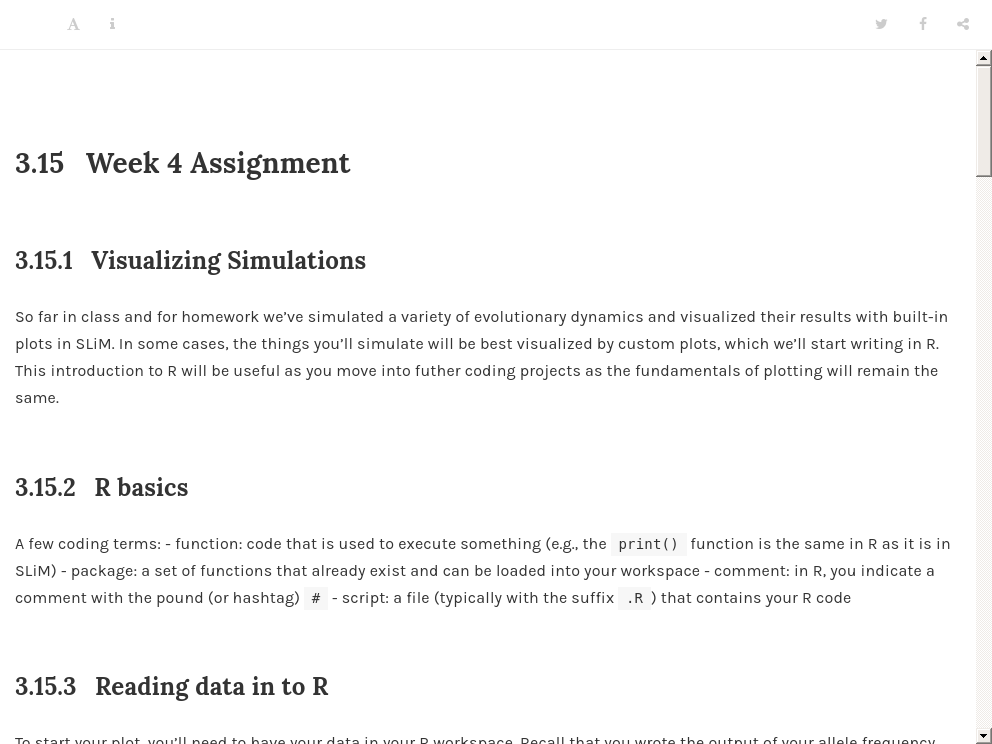 3.15 Week 4 Assignment
3.15.1 Visualizing Simulations
So far in class and for homework we've simulated a variety of evolutionary dynamics and visualized their results with built-in
plots in SLiM. In some cases, the things you'll simulate will be best visualized by custom plots, which we'll start writing in R.
This introduction to R will be useful as you move into futher coding projects as the fundamentals of plotting will remain the
same.
3.15.2 R basics
A few coding terms: - function: code that is used to execute something (e.g., the print() function is the same in R as it is in
SLiM) - package: a set of functions that already exist and can be loaded into your workspace - comment: in R, you indicate a
comment with the pound (or hashtag) # - script: a file (typically with the suffix .R ) that contains your R code
3.15.3 Reading data in to R
To start your plot, you'll need to have your data in your R workspace. Recall that you wrote the output of your allele frequency